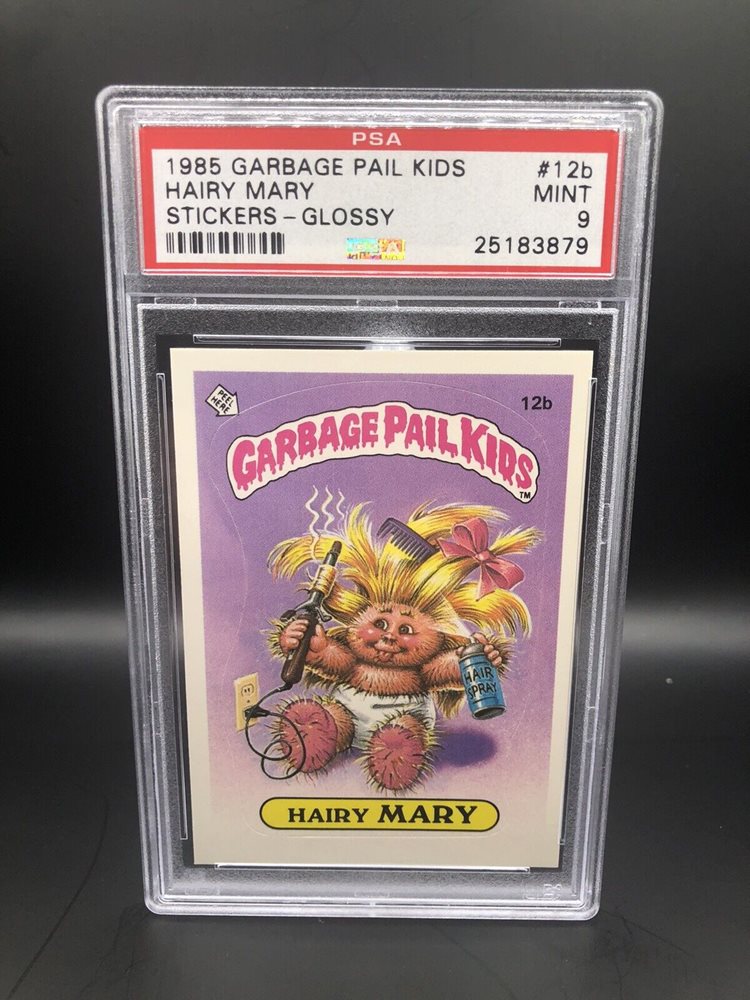 PSA
1985 GARBAGE PAIL KIDS #12b
HAIRY MARY MINT
STICKERS - GLOSSY 9
25183879
PEEL HERE
12b
GARBAGE PAIL KIDS
TM
HAIR
SPRAY
HAIRY MARY